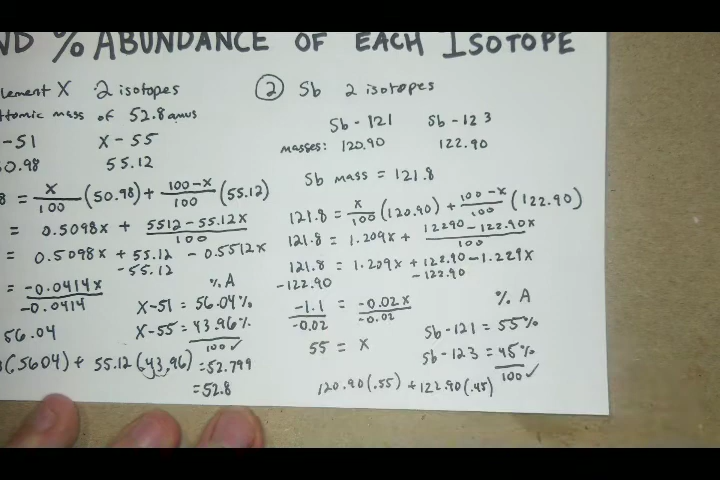 ND % ABUNDANCE OF EACH ISOTOPE
lement X 2 isotopes
Atomic mass of 52.8 amus
-51 X-55
50.98 55.12
8 = x/100 (50.98) + 100-x/100 (55.12)
= 0.5098x + 5512-55.12x/100
= 0.5098x + 55.12 - 0.5512x
-55.12
= -0.0414x/-0.0414
% A
X-51 = 56.04%
56.04
X-55 = 43.96%
100 ✓
(.5604) + 55.12 (43,96) = 52.799
= 52.8
② Sb 2 isotopes
Sb-121 Sb-123
masses: 120.90 122.90
Sb mass = 121.8
121.8 = x/100 (120.90) + 100-x/100 (122.90)
121.8 = 1.209x + 12290-122.90x/100
121.8 = 1.209x + 122.90 - 1.229x
-122.90 -122.90
-1.1/-0.02 = -0.02x/-0.02
% A
55 = x
Sb-121 = 55%
Sb-123 = 45%
100 ✓
120.90(.55) + 122.90(.45)